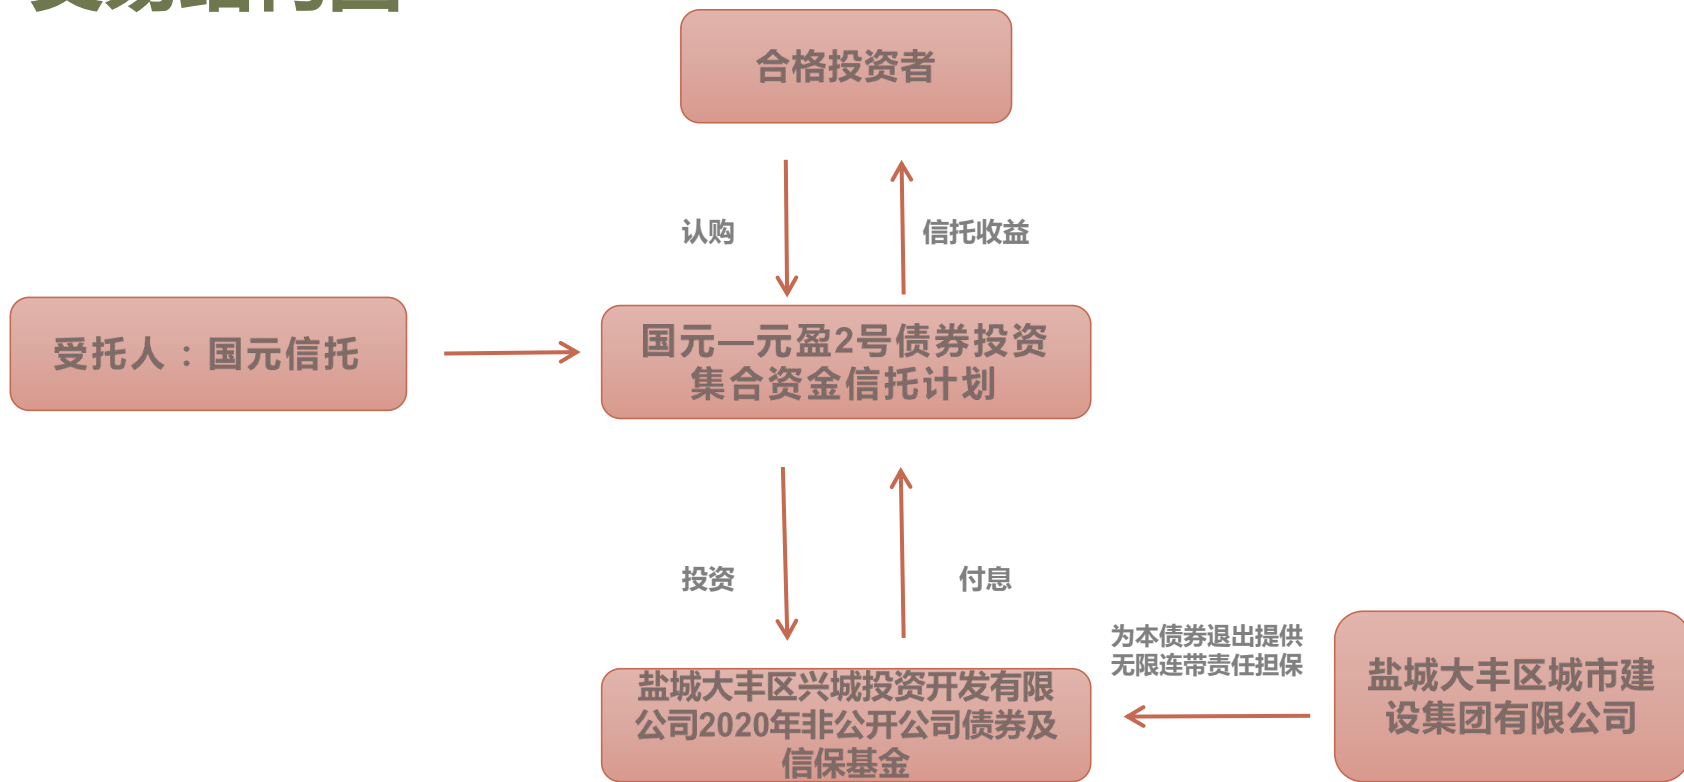 合格投资者
认购
信托收益
受托人：国元信托
国元—元盈2号债券投资
集合资金信托计划
投资
付息
为本债券退出提供
无限连带责任担保
盐城大丰区兴城投资开发有限
公司2020年非公开公司债券及
信保基金
盐城大丰区城市建
设集团有限公司